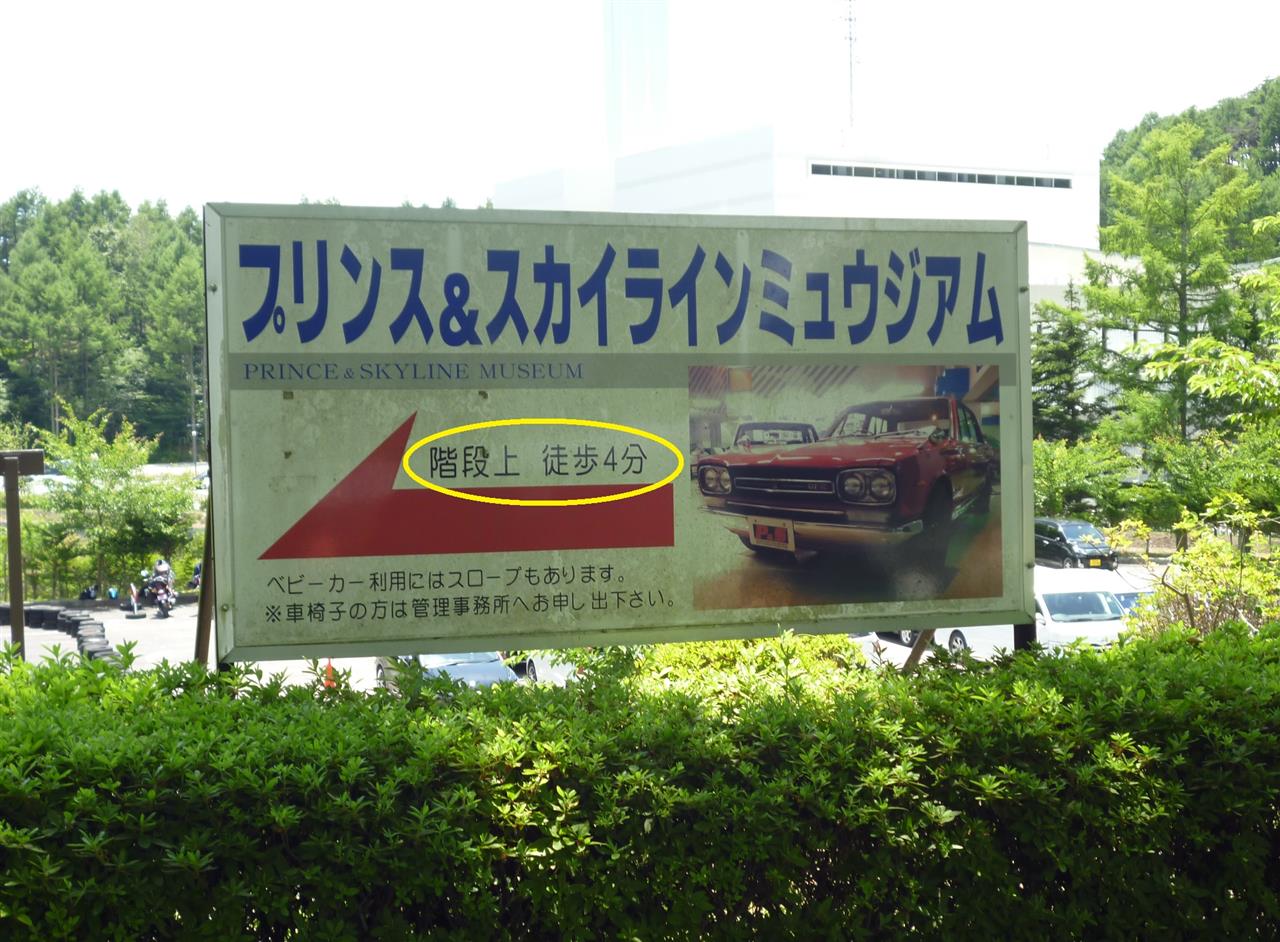 プリンス&スカイラインミュウジアム
PRINCE & SKYLINE MUSEUM
階段上 徒歩4分
ベビーカー利用にはスロープもあります。
※車椅子の方は管理事務所へお申し出下さい。